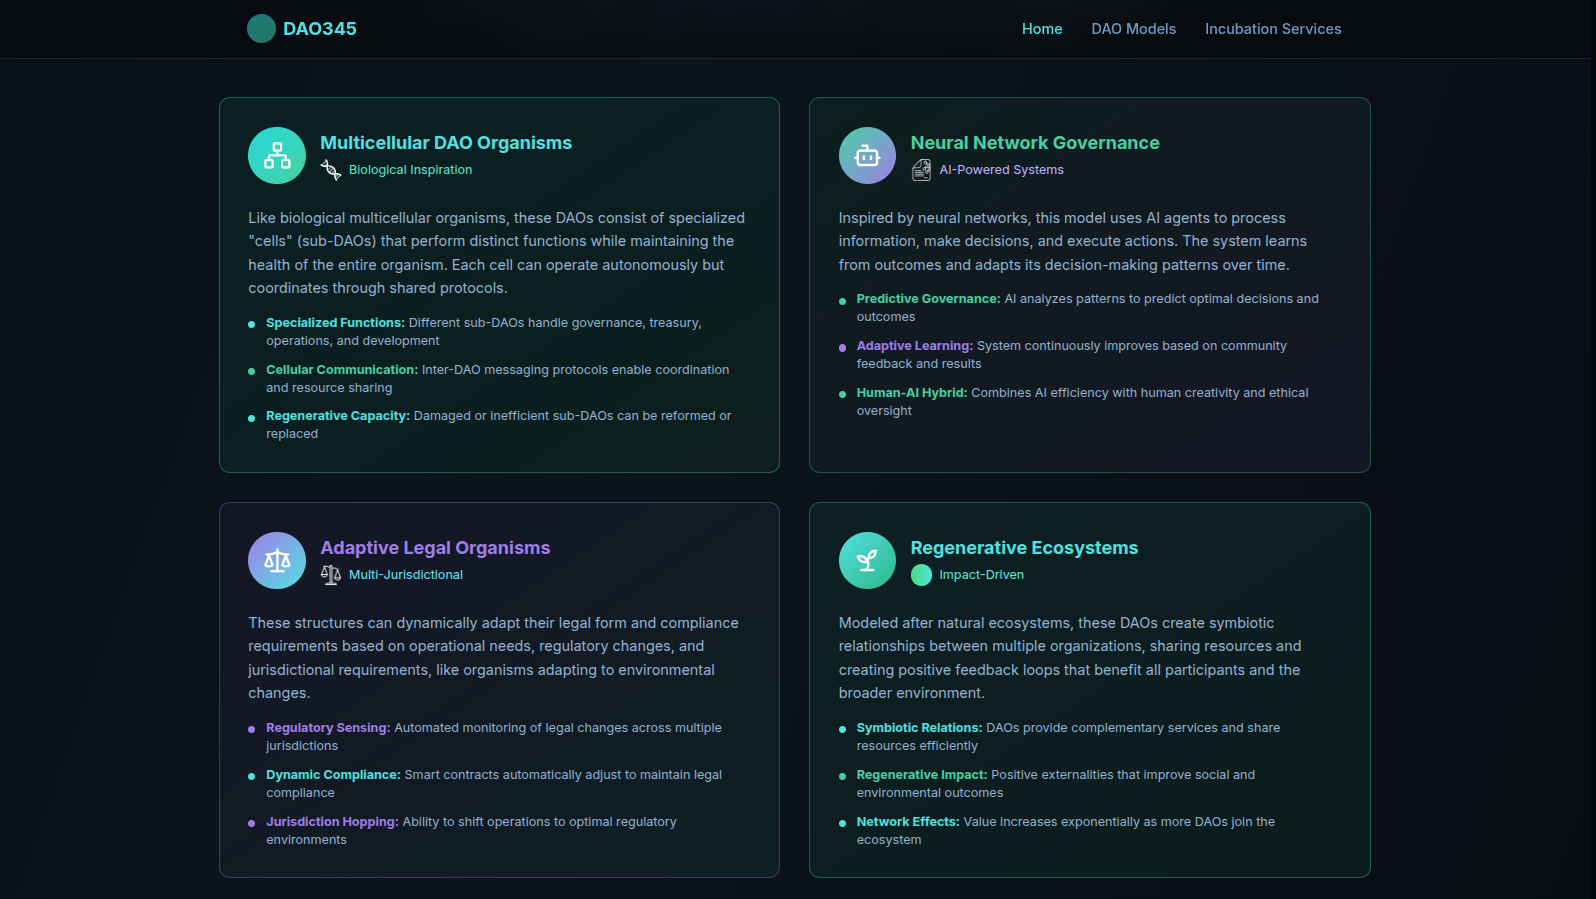 DAO345
Home
DAO Models
Incubation Services
Multicellular DAO Organisms
Biological Inspiration
Like biological multicellular organisms, these DAOs consist of specialized
"cells" (sub-DAOs) that perform distinct functions while maintaining the
health of the entire organism. Each cell can operate autonomously but
coordinates through shared protocols.
Specialized Functions: Different sub-DAOs handle governance, treasury,
operations, and development
Cellular Communication: Inter-DAO messaging protocols enable coordination
and resource sharing
Regenerative Capacity: Damaged or inefficient sub-DAOs can be reformed or
replaced
Neural Network Governance
AI-Powered Systems
Inspired by neural networks, this model uses AI agents to process
information, make decisions, and execute actions. The system learns
from outcomes and adapts its decision-making patterns over time.
Predictive Governance: AI analyzes patterns to predict optimal decisions and
outcomes
Adaptive Learning: System continuously improves based on community
feedback and results
Human-AI Hybrid: Combines AI efficiency with human creativity and ethical
oversight
Adaptive Legal Organisms
Multi-Jurisdictional
These structures can dynamically adapt their legal form and compliance
requirements based on operational needs, regulatory changes, and
jurisdictional requirements, like organisms adapting to environmental
changes.
Regulatory Sensing: Automated monitoring of legal changes across multiple
jurisdictions
Dynamic Compliance: Smart contracts automatically adjust to maintain legal
compliance
Jurisdiction Hopping: Ability to shift operations to optimal regulatory
environments
Regenerative Ecosystems
Impact-Driven
Modeled after natural ecosystems, these DAOs create symbiotic
relationships between multiple organizations, sharing resources and
creating positive feedback loops that benefit all participants and the
broader environment.
Symbiotic Relations: DAOs provide complementary services and share
resources efficiently
Regenerative Impact: Positive externalities that improve social and
environmental outcomes
Network Effects: Value increases exponentially as more DAOs join the
ecosystem